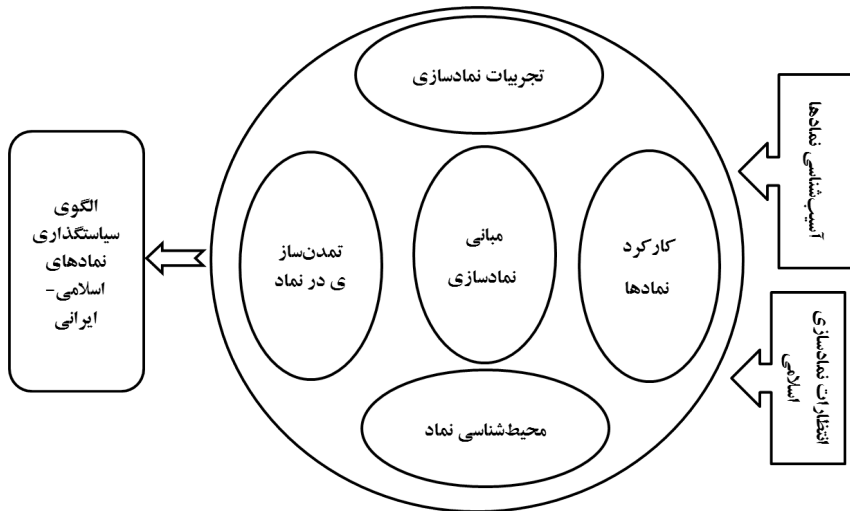 تجربیات نمادسازی
آسیب‌شناسی نمادها
کارکرد
نمادها
مبانی
نمادسازی
تمدن‌ساز
ی در نماد
الگوی
سیاستگذاری
نمادهای
اسلامی-
ایرانی
انتظارات نمادسازی
اسلامی
محیط‌شناسی نماد